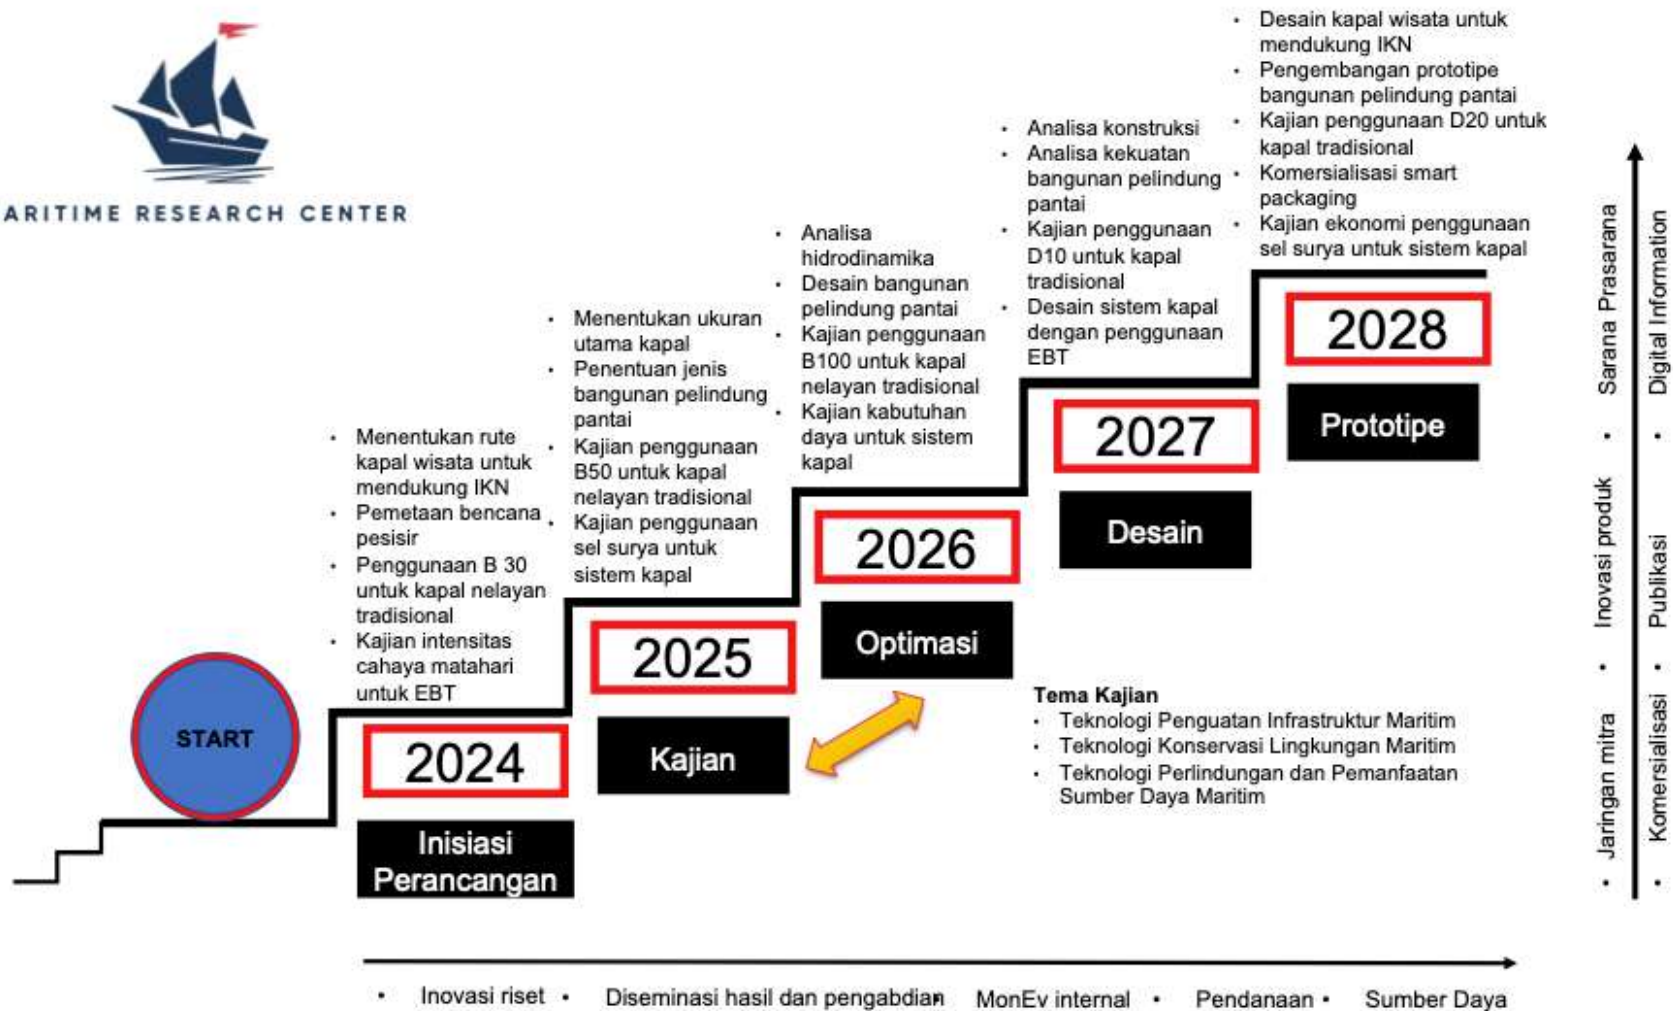 ARITIME RESEARCH CENTER
START
• Menentukan rute
kapal wisata untuk
mendukung IKN
• Pemetaan bencana
pesisir
• Penggunaan B 30
untuk kapal nelayan
tradisional
• Kajian intensitas
cahaya matahari
untuk EBT
2024
Inisiasi
Perancangan
• Menentukan ukuran
utama kapal
• Penentuan jenis
bangunan pelindung
pantai
• Kajian penggunaan
B50 untuk kapal
nelayan tradisional
• Kajian penggunaan
sel surya untuk
sistem kapal
2025
Kajian
• Analisa
hidrodinamika
• Desain bangunan
pelindung pantai
• Kajian penggunaan
B100 untuk kapal
nelayan tradisional
• Kajian kabutuhan
daya untuk sistem
kapal
2026
Optimasi
• Analisa konstruksi
• Analisa kekuatan
bangunan pelindung
pantai
• Kajian penggunaan
D10 untuk kapal
tradisional
• Desain sistem kapal
dengan penggunaan
EBT
2027
Desain
• Desain kapal wisata untuk
mendukung IKN
• Pengembangan prototipe
bangunan pelindung pantai
• Kajian penggunaan D20 untuk
kapal tradisional
• Komersialisasi smart
packaging
• Kajian ekonomi penggunaan
sel surya untuk sistem kapal
2028
Prototipe
Tema Kajian
• Teknologi Penguatan Infrastruktur Maritim
• Teknologi Konservasi Lingkungan Maritim
• Teknologi Perlindungan dan Pemanfaatan
Sumber Daya Maritim
• Jaringan mitra • Inovasi produk • Sarana Prasarana
• Komersialisasi • Publikasi • Digital Information
• Inovasi riset • Diseminasi hasil dan pengabdian • MonEv internal • Pendanaan • Sumber Daya